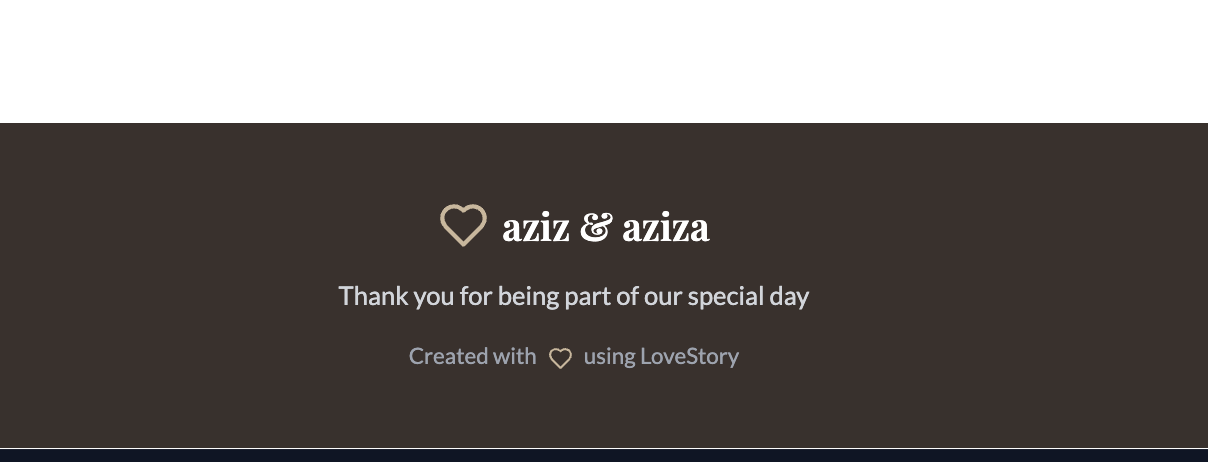 aziz & aziza
Thank you for being part of our special day
Created with using LoveStory